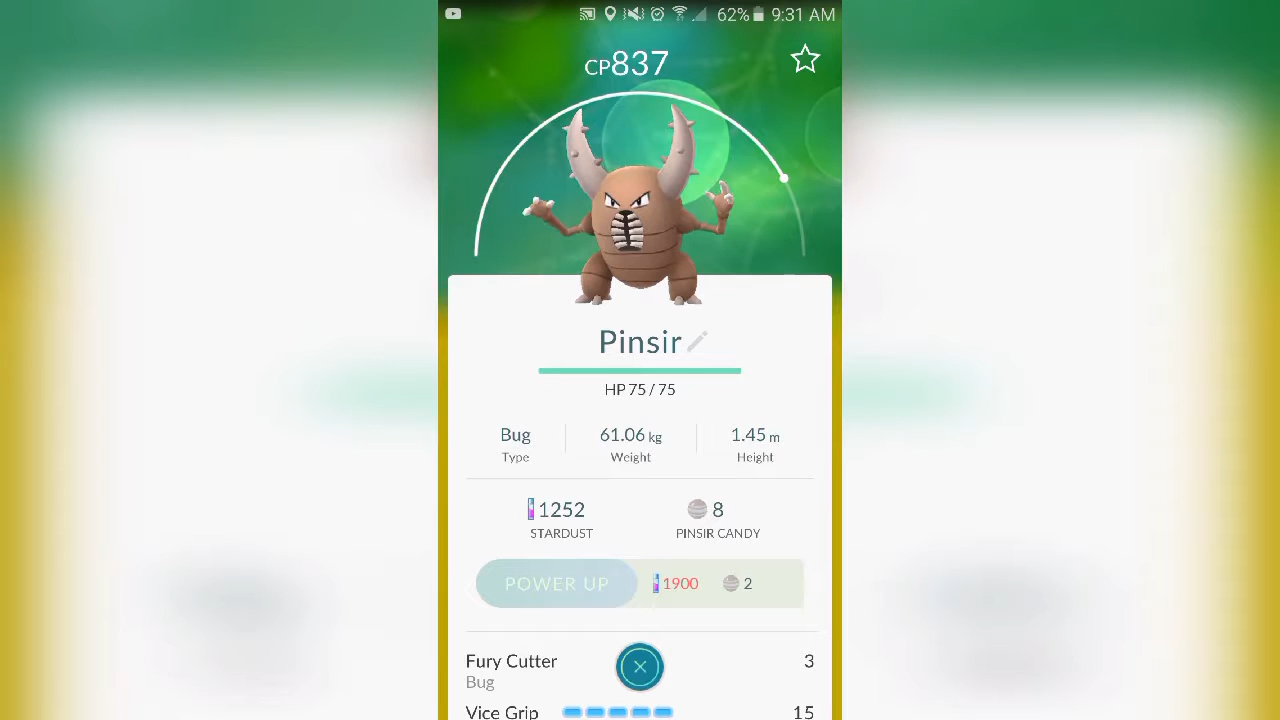 62% 9:31 AM
CP837
Pinsir
HP 75 / 75
Bug 61.06 kg 1.45 m
Type Weight Height
1252 8
STARDUST PINSIR CANDY
POWER UP 1900 2
Fury Cutter 3
Bug
Vice Grip 15